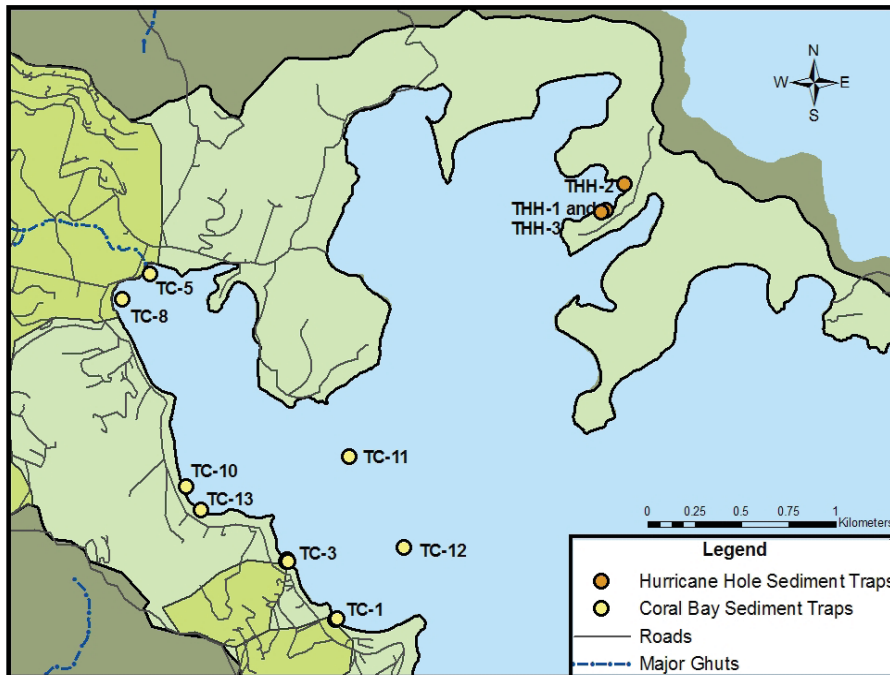 N
W E
S
THH-2
THH-1 and
THH-3
TC-5
TC-8
TC-11
TC-10
TC-13
TC-12
TC-3
TC-1
0 0.25 0.5 0.75 1
Kilometers
Legend
Hurricane Hole Sediment Traps
Coral Bay Sediment Traps
Roads
Major Ghuts